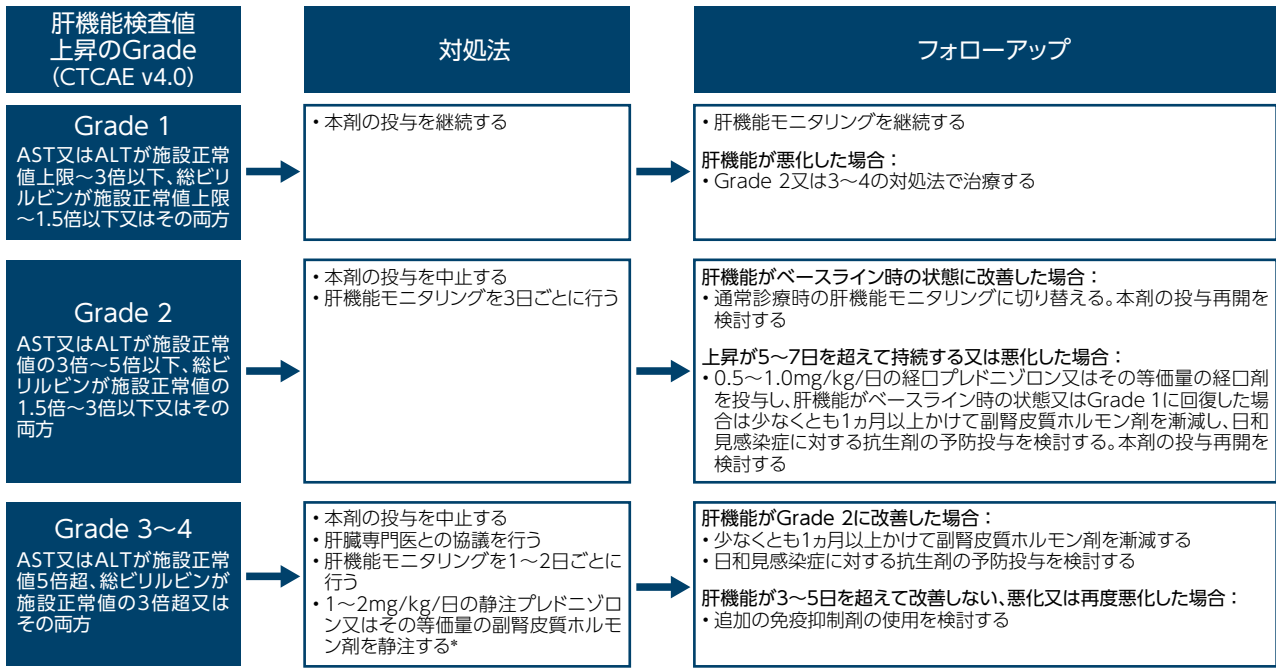 肝機能検査値
上昇のGrade
(CTCAE v4.0)
対処法
フォローアップ
Grade 1
AST又はALTが施設正常
値上限～3倍以下、総ビリ
ルビンが施設正常値上限
～1.5倍以下又はその両方
・本剤の投与を継続する
・肝機能モニタリングを継続する
肝機能が悪化した場合：
・Grade 2又は3～4の対処法で治療する
Grade 2
AST又はALTが施設正常
値の3倍～5倍以下、総ビ
リルビンが施設正常値の
1.5倍～3倍以下又はその
両方
・本剤の投与を中止する
・肝機能モニタリングを3日ごとに行う
肝機能がベースライン時の状態に改善した場合：
・通常診療時の肝機能モニタリングに切り替える。本剤の投与再開を
検討する
上昇が5～7日を超えて持続する又は悪化した場合：
・0.5～1.0mg/kg/日の経口プレドニゾロン又はその等価量の経口剤
を投与し、肝機能がベースライン時の状態又はGrade 1に回復した場
合は少なくとも1ヵ月以上かけて副腎皮質ホルモン剤を漸減し、日和
見感染症に対する抗生剤の予防投与を検討する。本剤の投与再開を
検討する
Grade 3～4
AST又はALTが施設正常
値5倍超、総ビリルビンが
施設正常値の3倍超又は
その両方
・本剤の投与を中止する
・肝臓専門医との協議を行う
・肝機能モニタリングを1～2日ごとに
行う
・1～2mg/kg/日の静注プレドニゾロ
ン又はその等価量の副腎皮質ホルモ
ン剤を静注する*
肝機能がGrade 2に改善した場合：
・少なくとも1ヵ月以上かけて副腎皮質ホルモン剤を漸減する
・日和見感染症に対する抗生剤の予防投与を検討する
肝機能が3～5日を超えて改善しない、悪化又は再度悪化した場合：
・追加の免疫抑制剤の使用を検討する